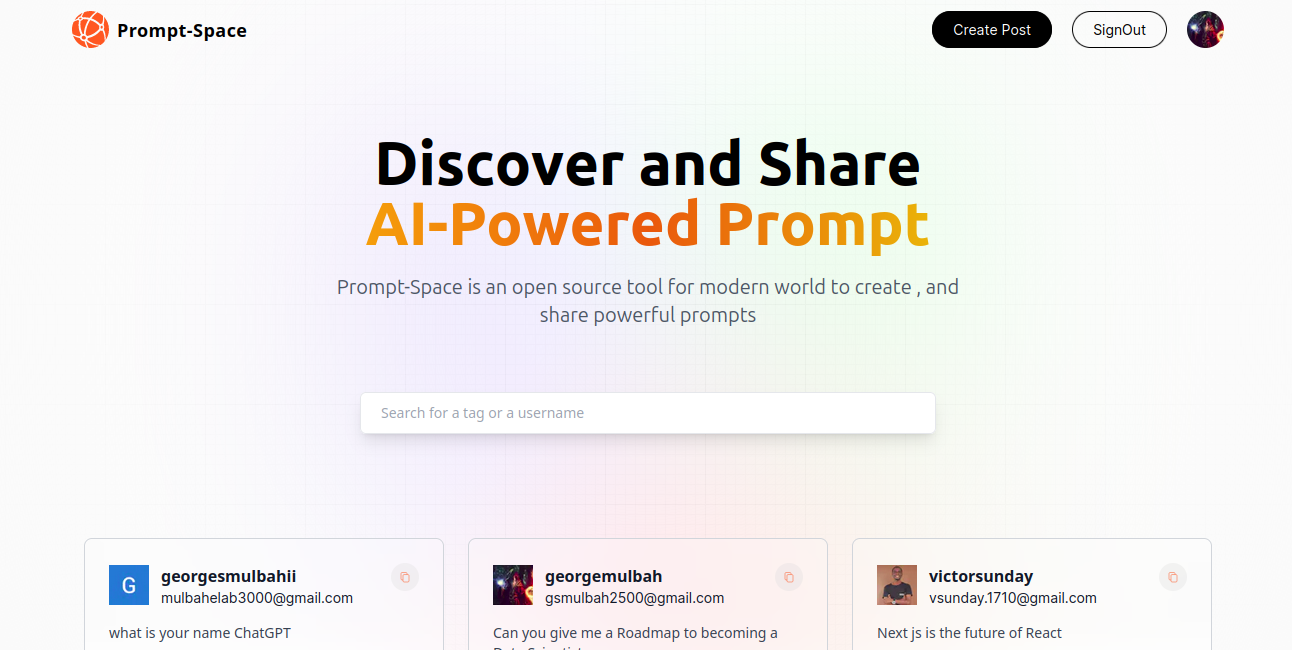 Prompt-Space
Create Post
SignOut
Discover and Share
AI-Powered Prompt
Prompt-Space is an open source tool for modern world to create , and
share powerful prompts
Search for a tag or a username
G
georgesmulbahii
mulbahelab3000@gmail.com
what is your name ChatGPT
georgemulbah
gsmulbah2500@gmail.com
Can you give me a Roadmap to becoming a
victorsunday
vsunday.1710@gmail.com
Next js is the future of React